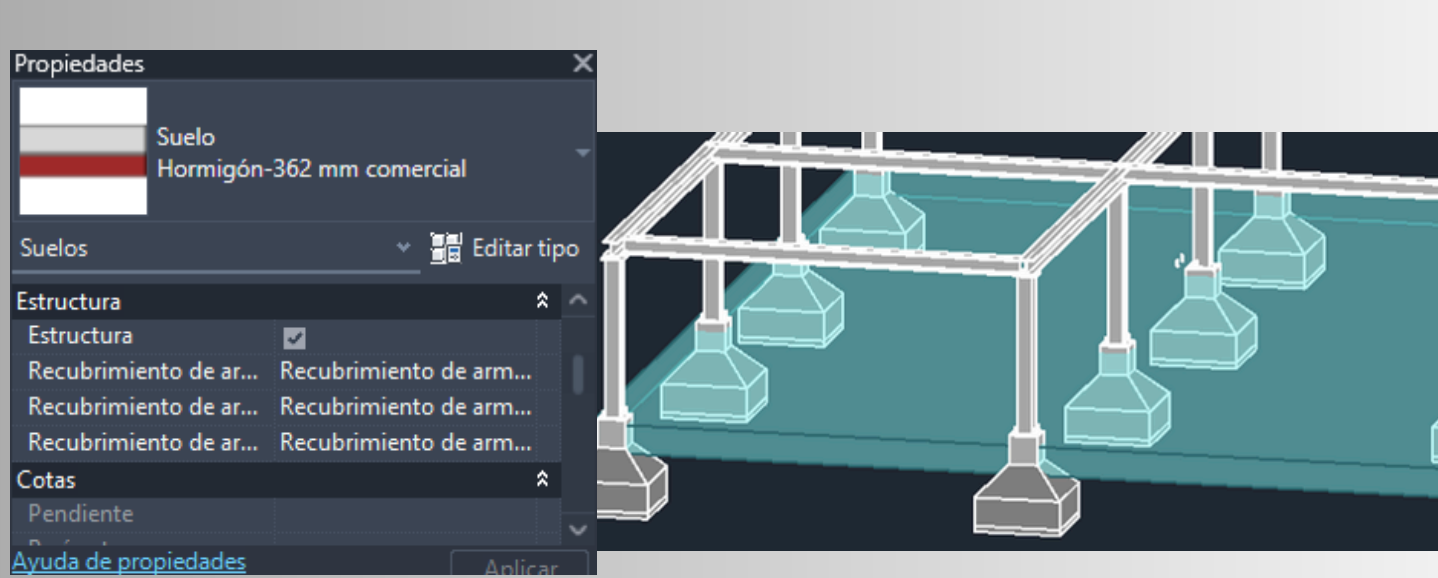 Propiedades
Suelo
Hormigón-362 mm comercial
Suelos
Editar tipo
Estructura
Estructura
Recubrimiento de ar... Recubrimiento de arm...
Recubrimiento de ar... Recubrimiento de arm...
Recubrimiento de ar... Recubrimiento de arm...
Cotas
Pendiente
Ayuda de propiedades
Aplicar